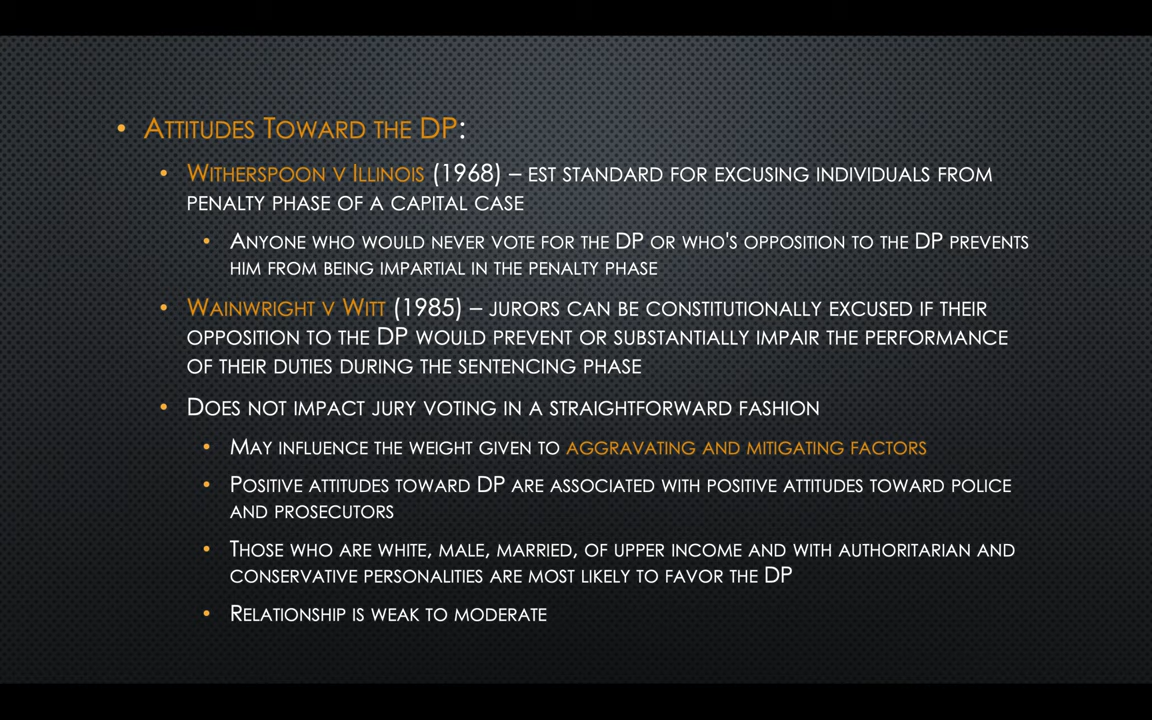 • Attitudes Toward the DP:
• Witherspoon v Illinois (1968) – est standard for excusing individuals from
penalty phase of a capital case
• Anyone who would never vote for the DP or who's opposition to the DP prevents
him from being impartial in the penalty phase
• Wainwright v Witt (1985) – jurors can be constitutionally excused if their
opposition to the DP would prevent or substantially impair the performance
of their duties during the sentencing phase
• Does not impact jury voting in a straightforward fashion
• May influence the weight given to aggravating and mitigating factors
• Positive attitudes toward DP are associated with positive attitudes toward police
and prosecutors
• Those who are white, male, married, of upper income and with authoritarian and
conservative personalities are most likely to favor the DP
• Relationship is weak to moderate